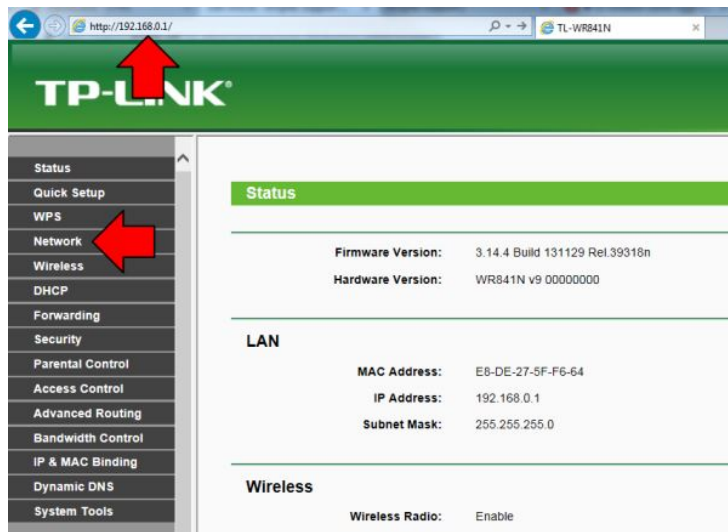 http://192.168.0.1/
TL-WR841N
TP-LINK®
Status
Quick Setup
WPS
Network
Wireless
DHCP
Forwarding
Security
Parental Control
Access Control
Advanced Routing
Bandwidth Control
IP & MAC Binding
Dynamic DNS
System Tools
Status
Firmware Version: 3.14.4 Build 131129 Rel.39318n
Hardware Version: WR841N v9 00000000
LAN
MAC Address: E8-DE-27-5F-F6-64
IP Address: 192.168.0.1
Subnet Mask: 255.255.255.0
Wireless
Wireless Radio: Enable